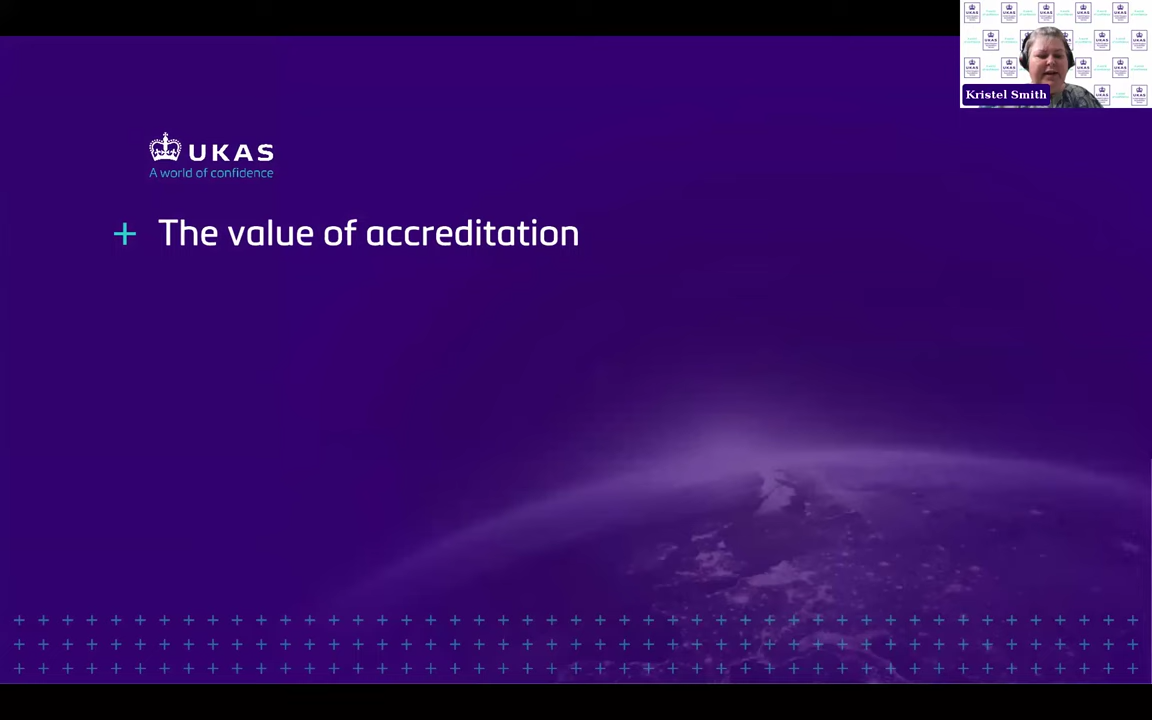 Kristel Smith
UKAS
A world of confidence
+ The value of accreditation